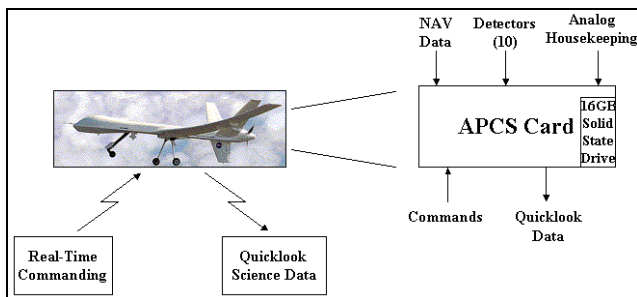 NAV
Data
Detectors
(10)
Analog
Housekeeping
APCS Card
16GB
Solid
State
Drive
Commands
Quicklook
Data
Real-Time
Commanding
Quicklook
Science Data